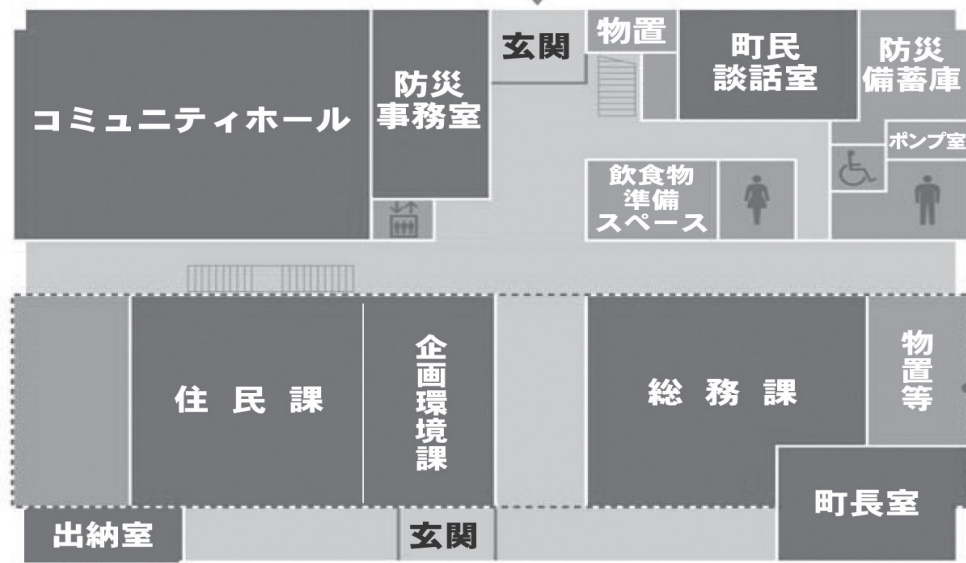 玄関
物置
町民
談話室
防災
備蓄庫
コミュニティホール
防災
事務室
ポンプ室
飲食物
準備
スペース
住民課
企画環境課
総務課
物置等
出納室
玄関
町長室